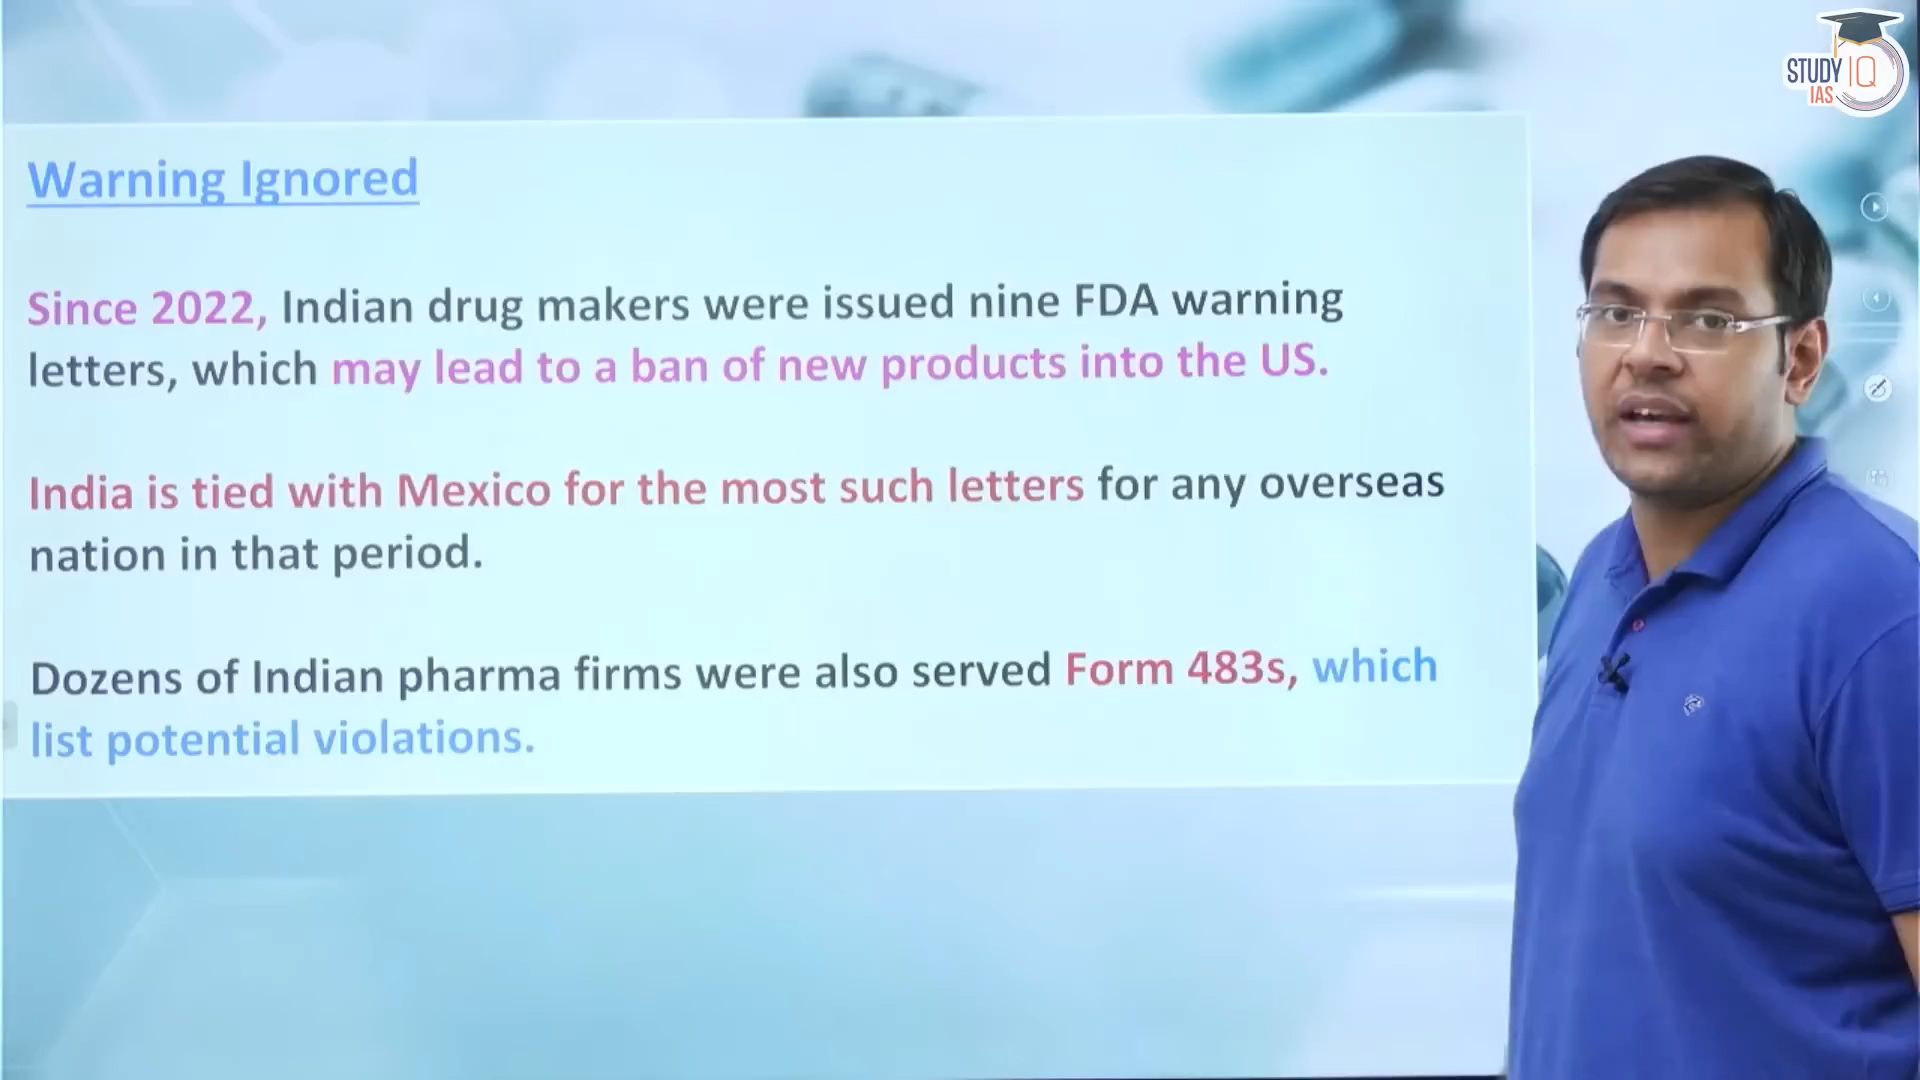 STUDY IQ
IAS
Warning Ignored
Since 2022, Indian drug makers were issued nine FDA warning
letters, which may lead to a ban of new products into the US.
India is tied with Mexico for the most such letters for any overseas
nation in that period.
Dozens of Indian pharma firms were also served Form 483s, which
list potential violations.